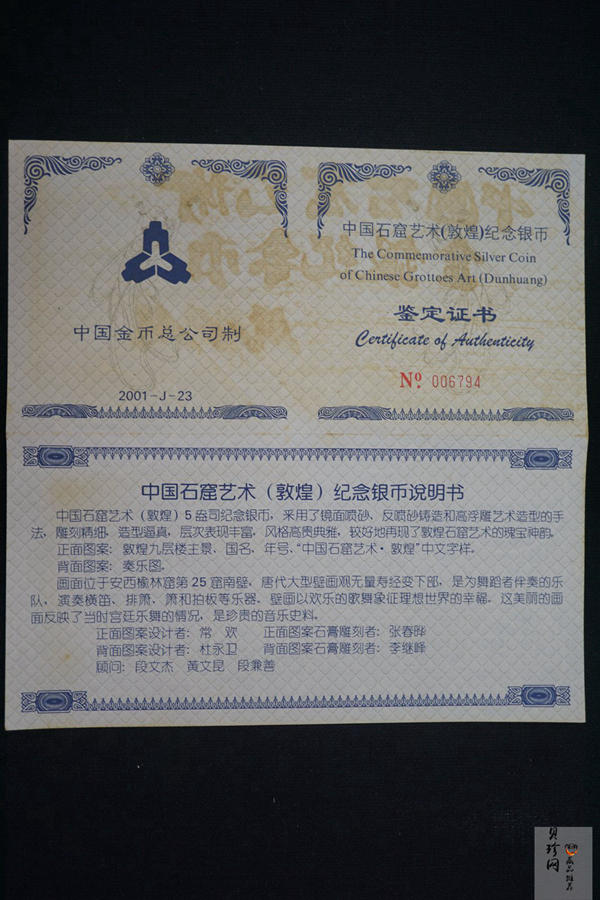 中国金币总公司制
2001-J-23
中国石窟艺术(敦煌)纪念银币
The Commemorative Silver Coin
of Chinese Grottoes Art (Dunhuang)
鉴定证书
Certificate of Authenticity
Nº 006794
中国石窟艺术(敦煌)纪念银币说明书
中国石窟艺术(敦煌)5盎司纪念银币,采用了镜面喷砂、反喷砂铸造和高浮雕艺术造型的手
法,雕刻精细,造型逼真,层次表现丰富,风格高贵典雅,较好地再现了敦煌石窟艺术的瑰宝神韵。
正面图案:敦煌九层楼主景、国名、年号、“中国石窟艺术·敦煌”中文字样。
背面图案:奏乐图。
画面位于安西榆林窟第25窟南壁,唐代大型壁画观无量寿经变下部,是为舞蹈者伴奏的乐
队,演奏横笛、排箫,箫和拍板等乐器。壁画以欢乐的歌舞象征理想世界的幸福。这美丽的画
面反映了当时宫廷乐舞的情况,是珍贵的音乐史料。
正面图案设计者:常 欢 正面图案石膏雕刻者:张春晔
背面图案设计者:杜永卫 背面图案石膏雕刻者:李继峰
顾问:段文杰 黄文昆 段兼善
贝珍网
藏品推荐